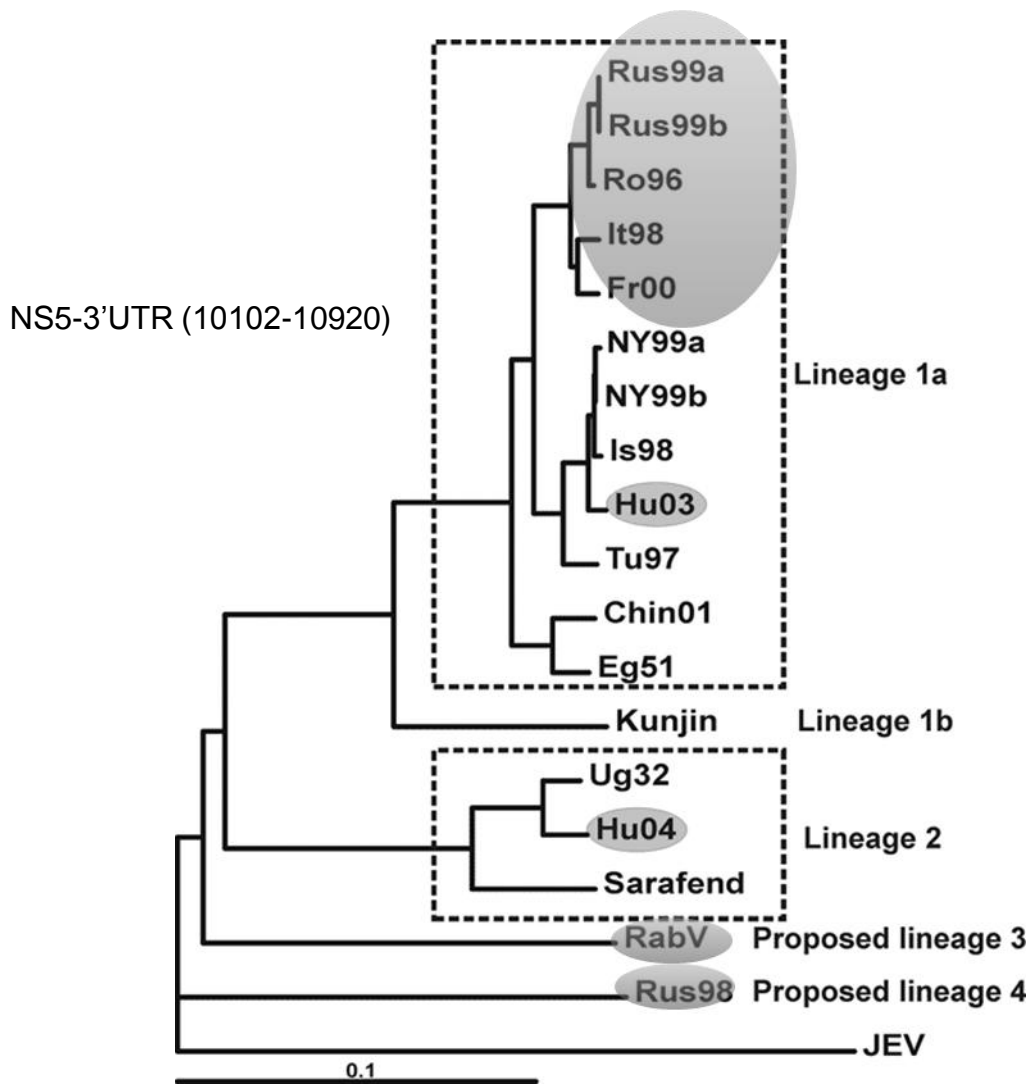 Rus99a
Rus99b
Ro96
It98
Fr00
NS5-3’UTR (10102-10920)
NY99a
Lineage 1a
NY99b
Is98
Hu03
Tu97
Chin01
Eg51
Kunjin
Lineage 1b
Ug32
Hu04
Lineage 2
Sarafend
RabV
Proposed lineage 3
Rus98
Proposed lineage 4
JEV
0.1